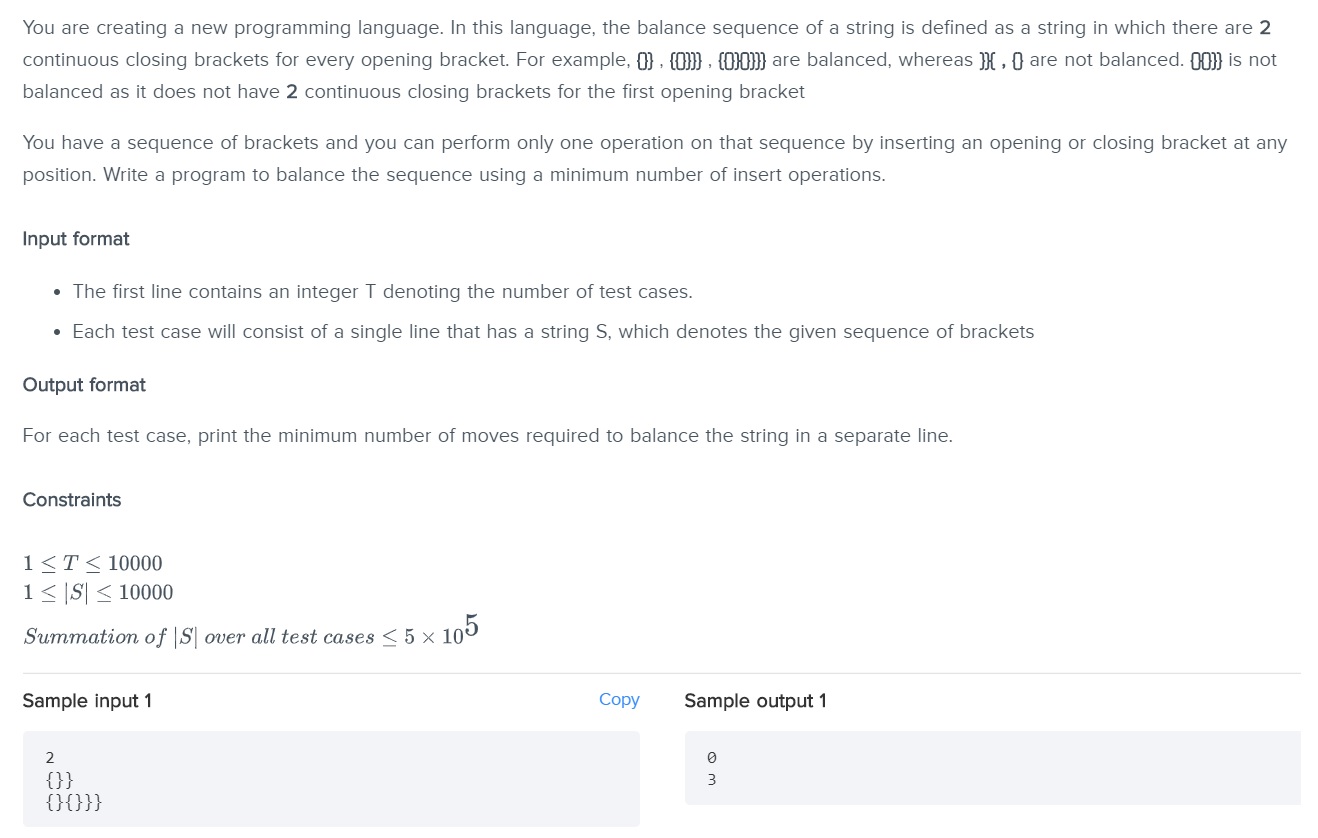 You are creating a new programming language. In this language, the balance sequence of a string is defined as a string in which there are 2
continuous closing brackets for every opening bracket. For example, {}} , {{}}}} , {{}}{}}}} are balanced, whereas }}{ , {} are not balanced. {}{}}} is not
balanced as it does not have 2 continuous closing brackets for the first opening bracket
You have a sequence of brackets and you can perform only one operation on that sequence by inserting an opening or closing bracket at any
position. Write a program to balance the sequence using a minimum number of insert operations.
Input format
• The first line contains an integer T denoting the number of test cases.
• Each test case will consist of a single line that has a string S, which denotes the given sequence of brackets
Output format
For each test case, print the minimum number of moves required to balance the string in a separate line.
Constraints
1 ≤ T ≤ 10000
1 ≤ |S| ≤ 10000
Summation of |S| over all test cases ≤ 5 × 10^5
Sample input 1 Copy
2
{}}
{}{}}}
Sample output 1
0
3